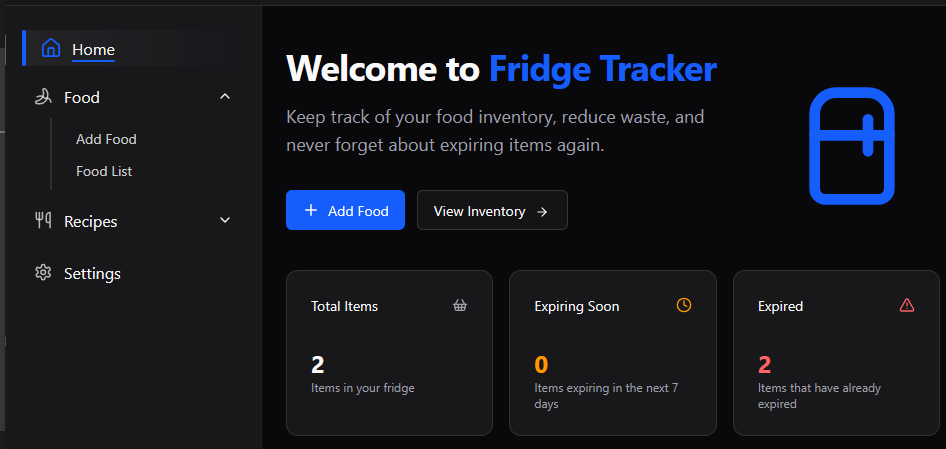 Home
Food
Add Food
Food List
Recipes
Settings
Welcome to Fridge Tracker
Keep track of your food inventory, reduce waste, and
never forget about expiring items again.
Add Food
View Inventory
Total Items
2
Items in your fridge
Expiring Soon
0
Items expiring in the next 7
days
Expired
2
Items that have already
expired